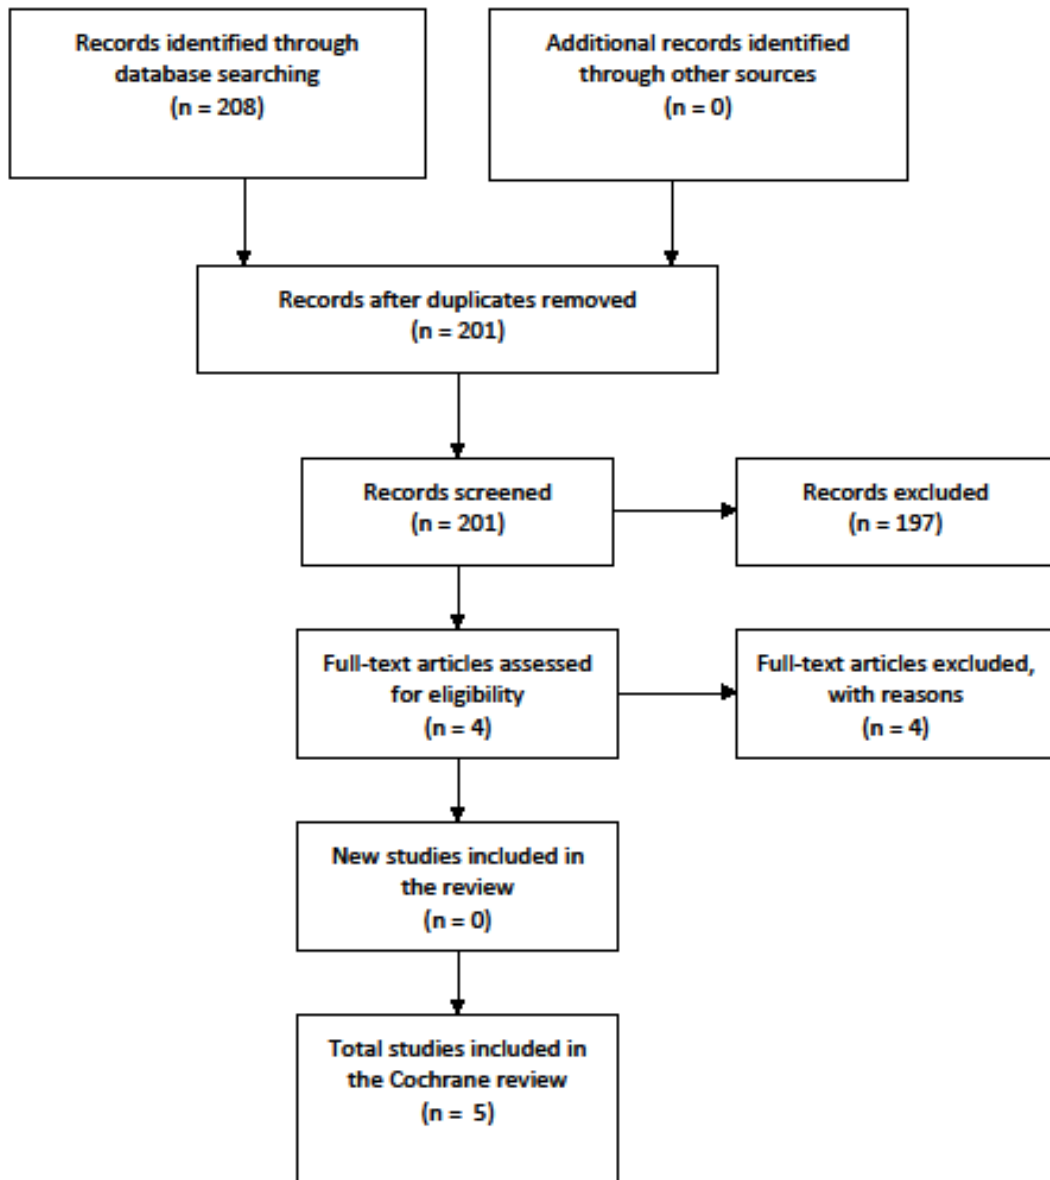 Records identified through
database searching
(n = 208)
Additional records identified
through other sources
(n = 0)
Records after duplicates removed
(n = 201)
Records screened
(n = 201)
Records excluded
(n = 197)
Full-text articles assessed
for eligibility
(n = 4)
Full-text articles excluded,
with reasons
(n = 4)
New studies included in
the review
(n = 0)
Total studies included in
the Cochrane review
(n = 5)